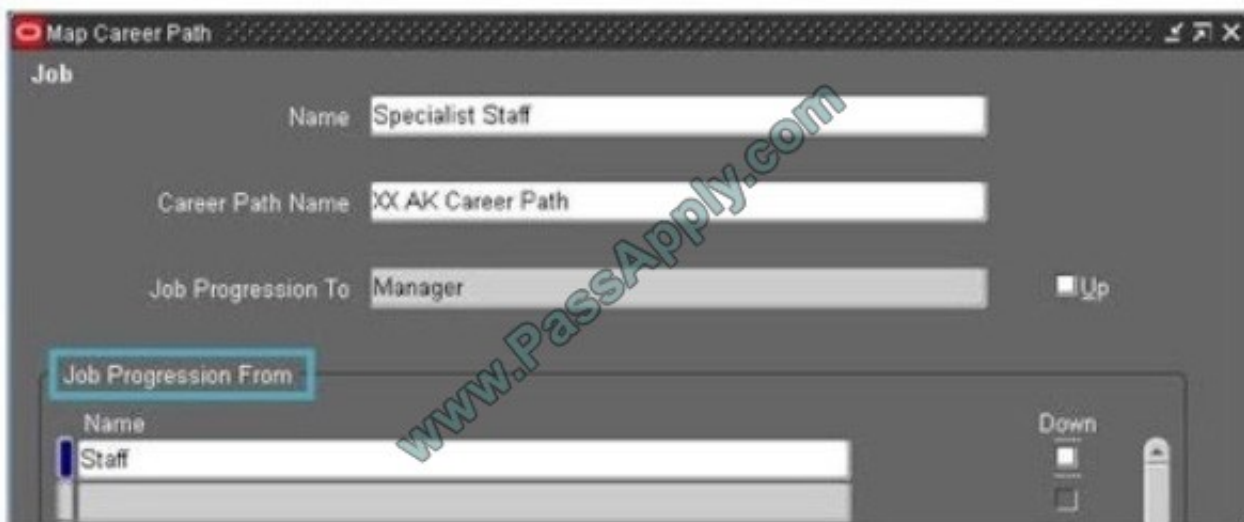 Map Career Path
Job
Name Specialist Staff
Career Path Name XX AK Career Path
Job Progression To Manager Up
Job Progression From
Name Down
Staff
www.PassApply.com